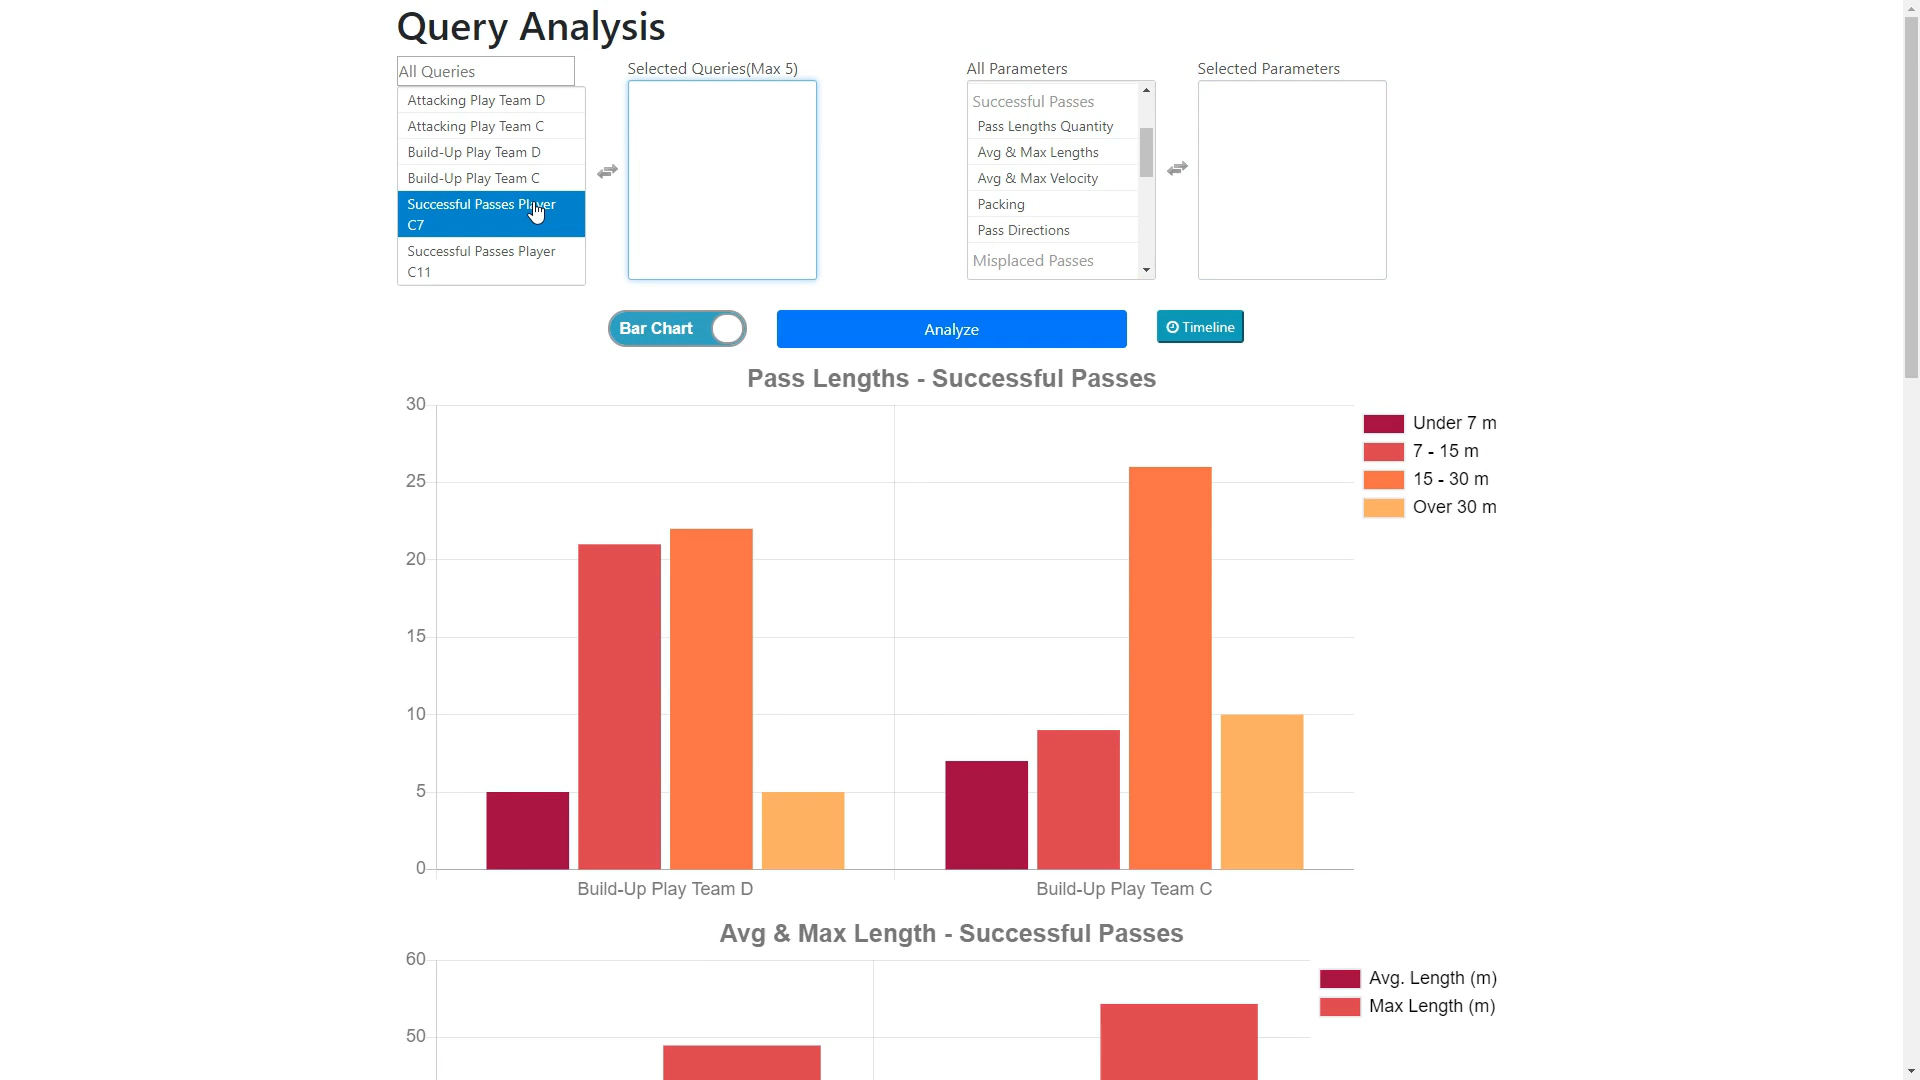 Query Analysis
All Queries
Attacking Play Team D
Attacking Play Team C
Build-Up Play Team D
Build-Up Play Team C
Successful Passes Player
C7
Successful Passes Player
C11
Selected Queries(Max 5)
All Parameters
Successful Passes
Pass Lengths Quantity
Avg & Max Lengths
Avg & Max Velocity
Packing
Pass Directions
Misplaced Passes
Selected Parameters
Bar Chart
Analyze
Timeline
Pass Lengths - Successful Passes
30
25
20
15
10
5
0
Build-Up Play Team D
Build-Up Play Team C
Under 7 m
7 - 15 m
15 - 30 m
Over 30 m
Avg & Max Length - Successful Passes
60
50
Avg. Length (m)
Max Length (m)